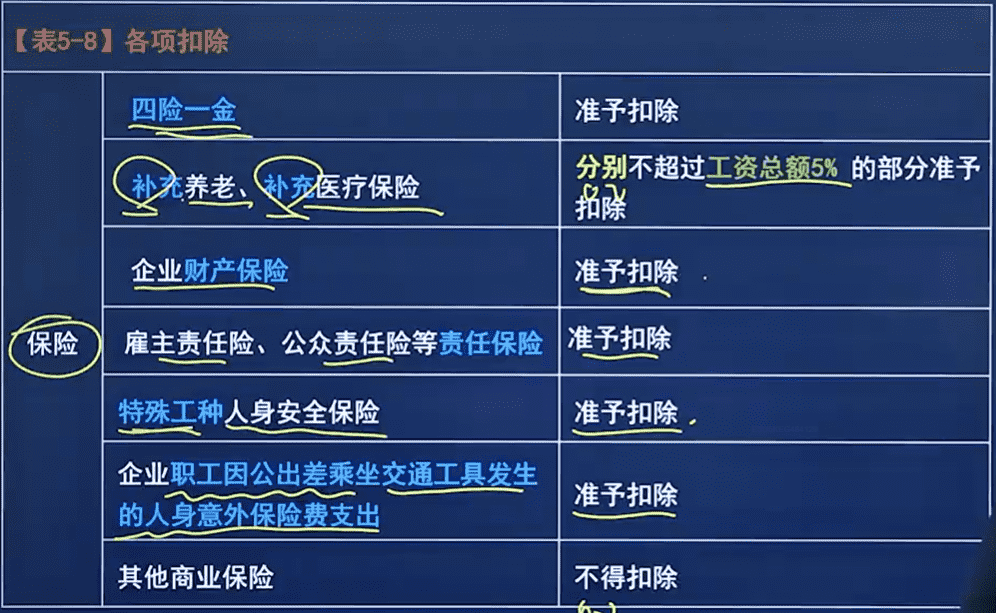 【表5-8】各项扣除
四险一金
准予扣除
补充养老、补充医疗保险
分别不超过工资总额5%的部分准予
扣除
企业财产保险
准予扣除
保险
雇主责任险、公众责任险等责任保险
准予扣除
特殊工种人身安全保险
准予扣除
企业职工因公出差乘坐交通工具发生
的人身意外保险费支出
准予扣除
其他商业保险
不得扣除